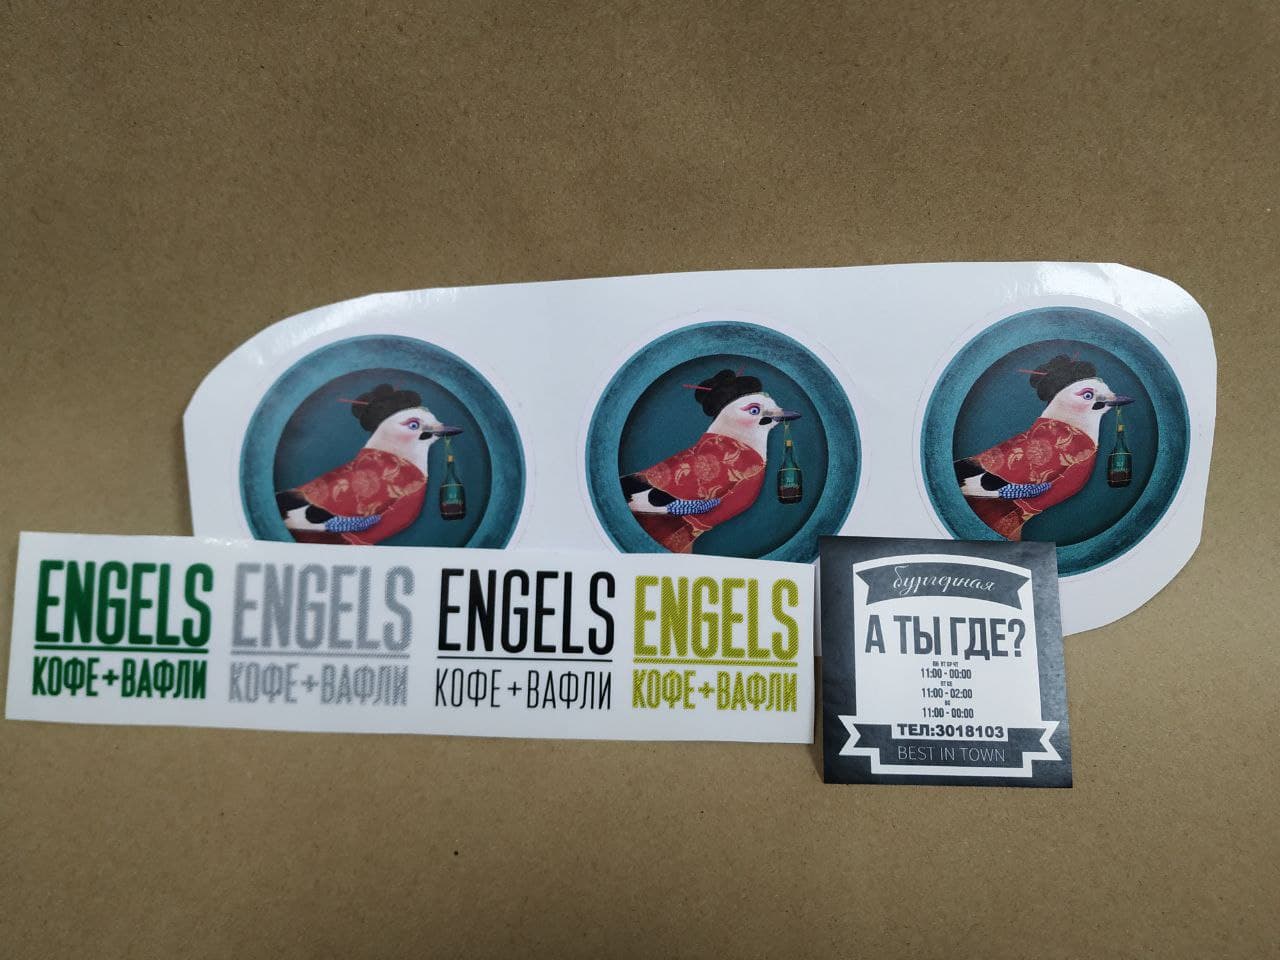 ENGELS
КОФЕ+ВАФЛИ
ENGELS
КОФЕ+ВАФЛИ
ENGELS
КОФЕ+ВАФЛИ
ENGELS
КОФЕ+ВАФЛИ
бургерная
А ТЫ ГДЕ?
11:00 - 00:00
11:00 - 02:00
ВС
11:00 - 00:00
ТЕЛ:3018103
BEST IN TOWN